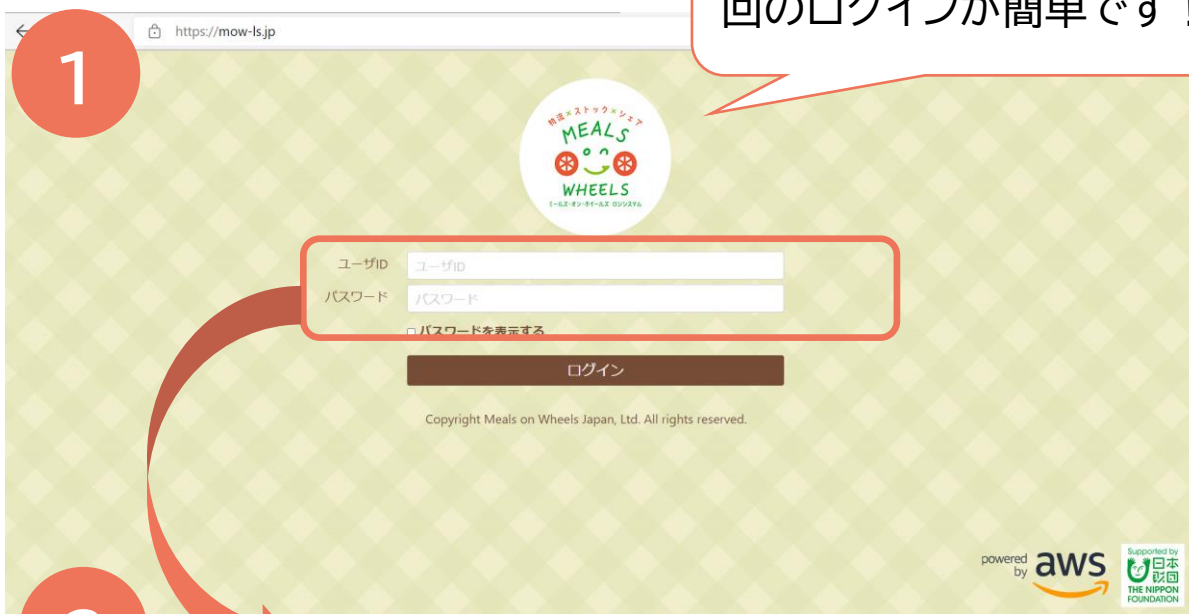 回のログインが簡単です！
https://mow-ls.jp
1
物流×ストック×シェア
MEALS
on
WHEELS
ミールズ・オン・ホイールズ ロジシステム
ユーザID
ユーザID
パスワード
パスワード
パスワードを表示する
ログイン
Copyright Meals on Wheels Japan, Ltd. All rights reserved.
powered
by
aws
Supported by
日本
財団
THE NIPPON
FOUNDATION